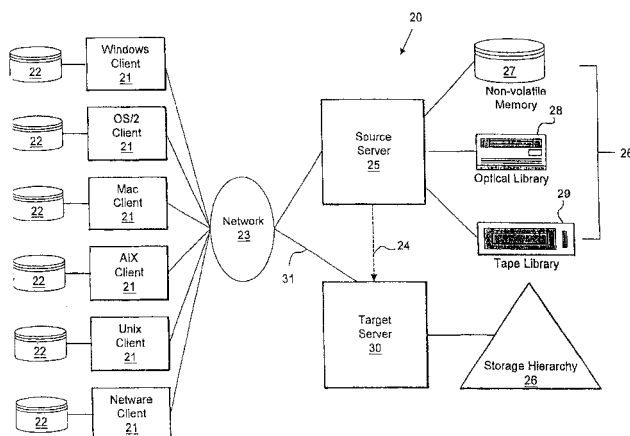 20
Windows
Client
21
22
OS/2
Client
21
22
Mac
Client
21
22
AiX
Client
21
22
Unix
Client
21
22
Netware
Client
21
22
Network
23
Source
Server
25
24
31
Target
Server
30
27
Non-volatile
Memory
28
Optical Library
29
Tape Library
26
Storage Hierarchy
26